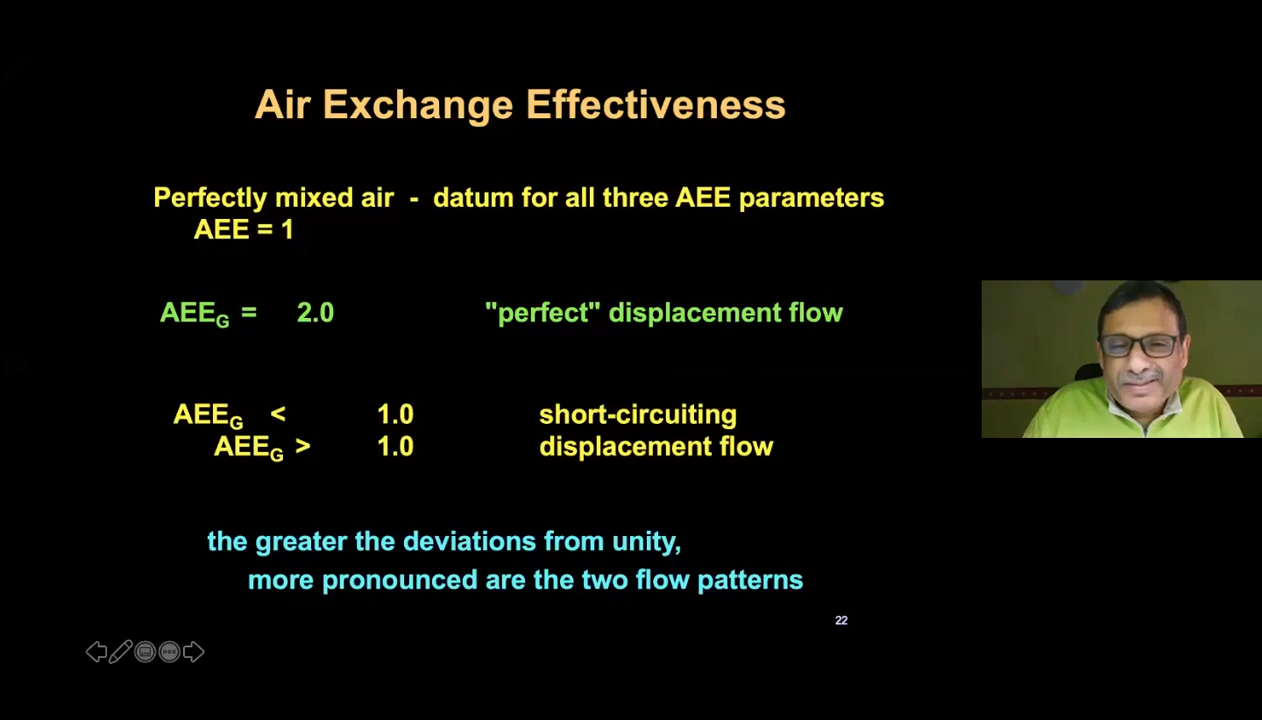 Air Exchange Effectiveness
Perfectly mixed air - datum for all three AEE parameters
AEE = 1
AEEG = 2.0 "perfect" displacement flow
AEEG < 1.0 short-circuiting
AEEG > 1.0 displacement flow
the greater the deviations from unity,
more pronounced are the two flow patterns
22